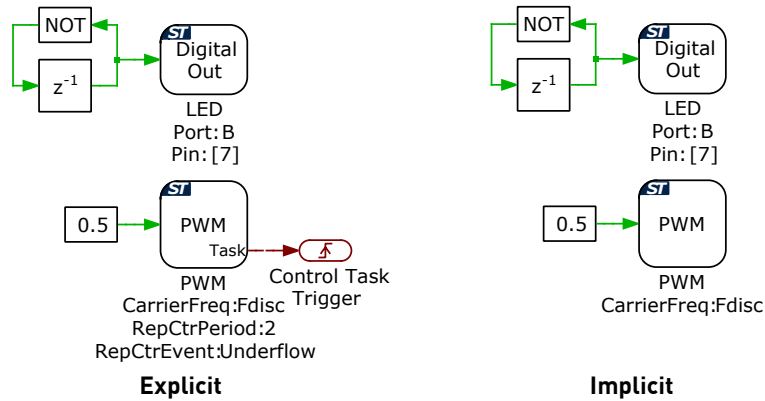 NOT
z-1
ST
Digital
Out
LED
Port: B
Pin: [7]
0.5
ST
PWM
Task
PWM
CarrierFreq:Fdisc
RepCtrPeriod:2
RepCtrEvent:Underflow
Control Task
Trigger
Explicit
NOT
z-1
ST
Digital
Out
LED
Port: B
Pin: [7]
0.5
ST
PWM
PWM
CarrierFreq:Fdisc
Implicit